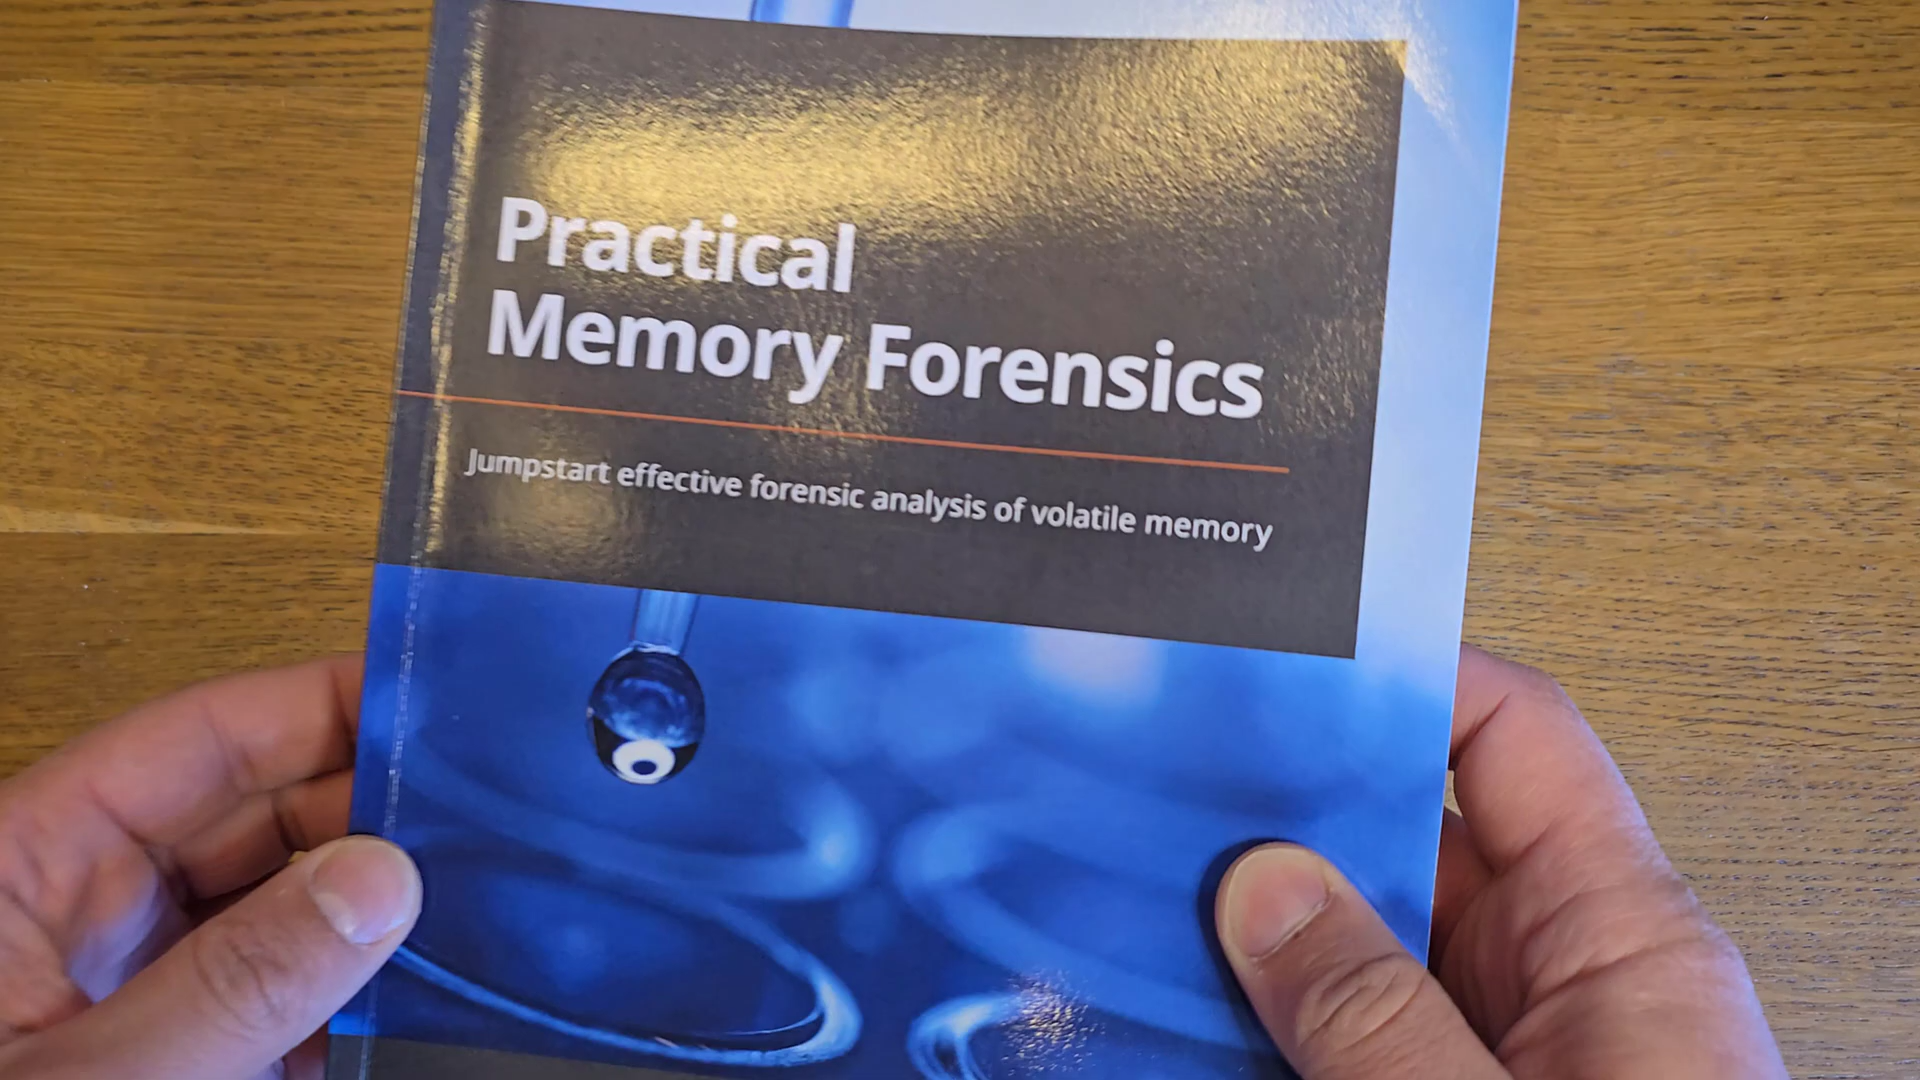 Practical
Memory Forensics
Jumpstart effective forensic analysis of volatile memory